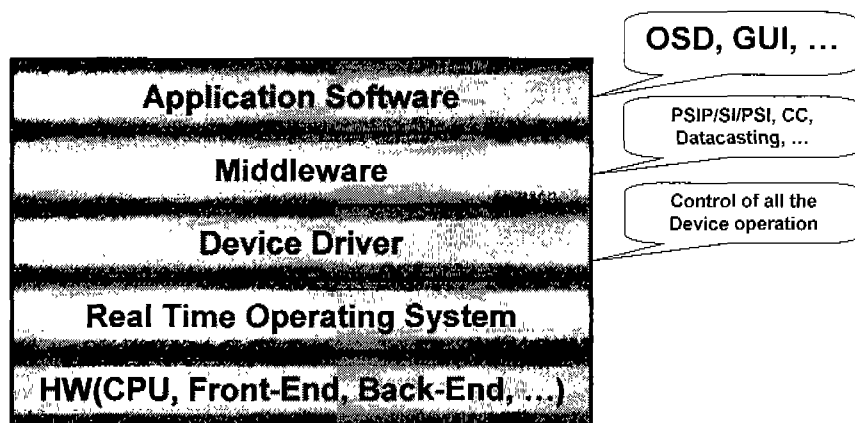 OSD, GUI, ...
Application Software
PSIP/SI/PSI, CC,
Datacasting, ...
Middleware
Control of all the
Device operation
Device Driver
Real Time Operating System
HW(CPU, Front-End, Back-End, ...)